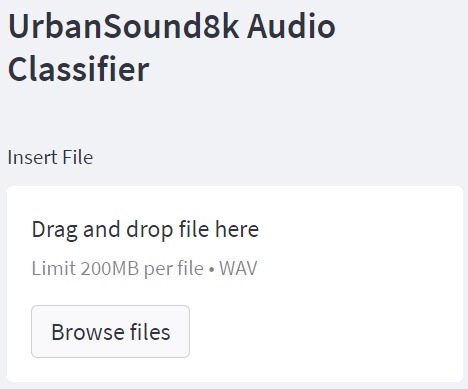 UrbanSound8k Audio
Classifier
Insert File
Drag and drop file here
Limit 200MB per file • WAV
Browse files